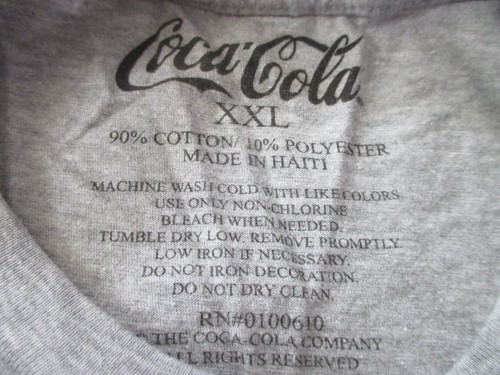 Coca-Cola
XXL
90% COTTON/ 10% POLYESTER
MADE IN HAITI
MACHINE WASH COLD WITH LIKE COLORS
USE ONLY NON-CHLORINE
BLEACH WHEN NEEDED.
TUMBLE DRY LOW. REMOVE PROMPTLY.
LOW IRON IF NECESSARY.
DO NOT IRON DECORATION.
DO NOT DRY CLEAN.
RN#0100610
© THE COCA-COLA COMPANY
ALL RIGHTS RESERVED